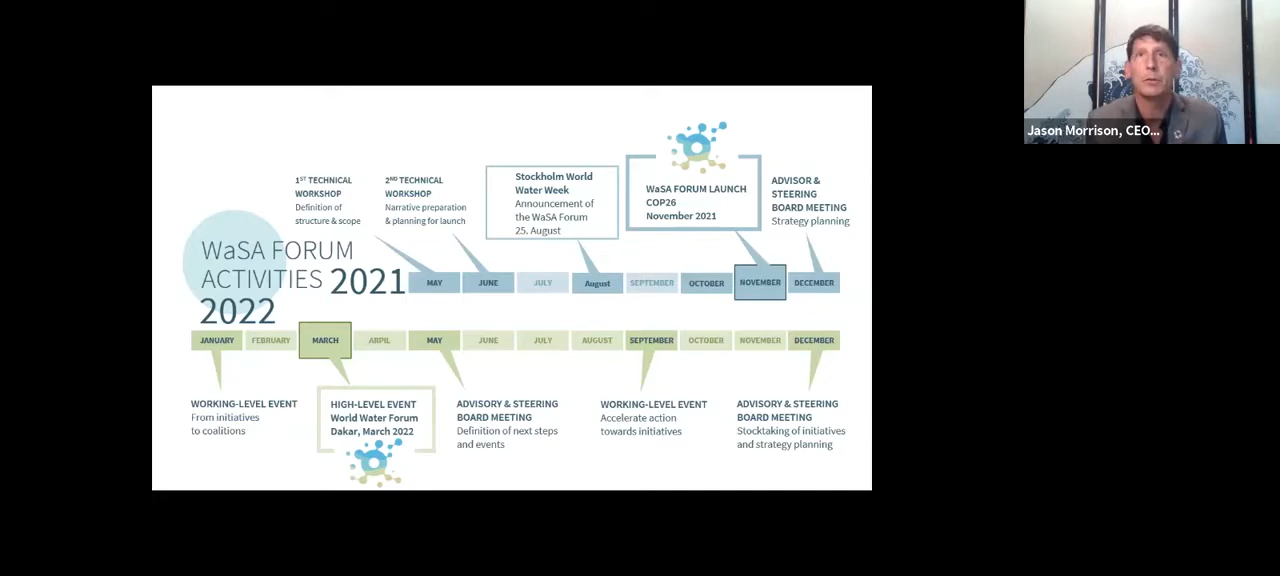 Jason Morrison, CEO...
1ST TECHNICAL
WORKSHOP
Definition of
structure & scope
2ND TECHNICAL
WORKSHOP
Narrative preparation
& planning for launch
Stockholm World
Water Week
Announcement of
the WaSA Forum
25. August
WaSA FORUM LAUNCH
COP26
November 2021
ADVISOR &
STEERING
BOARD MEETING
Strategy planning
WaSA FORUM
ACTIVITIES 2021
2022
MAY JUNE JULY August SEPTEMBER OCTOBER NOVEMBER DECEMBER
JANUARY FEBRUARY MARCH ARPIL MAY JUNE JULY AUGUST SEPTEMBER OCTOBER NOVEMBER DECEMBER
WORKING-LEVEL EVENT
From initiatives
to coalitions
HIGH-LEVEL EVENT
World Water Forum
Dakar, March 2022
ADVISORY & STEERING
BOARD MEETING
Definition of next steps
and events
WORKING-LEVEL EVENT
Accelerate action
towards initiatives
ADVISORY & STEERING
BOARD MEETING
Stocktaking of initiatives
and strategy planning